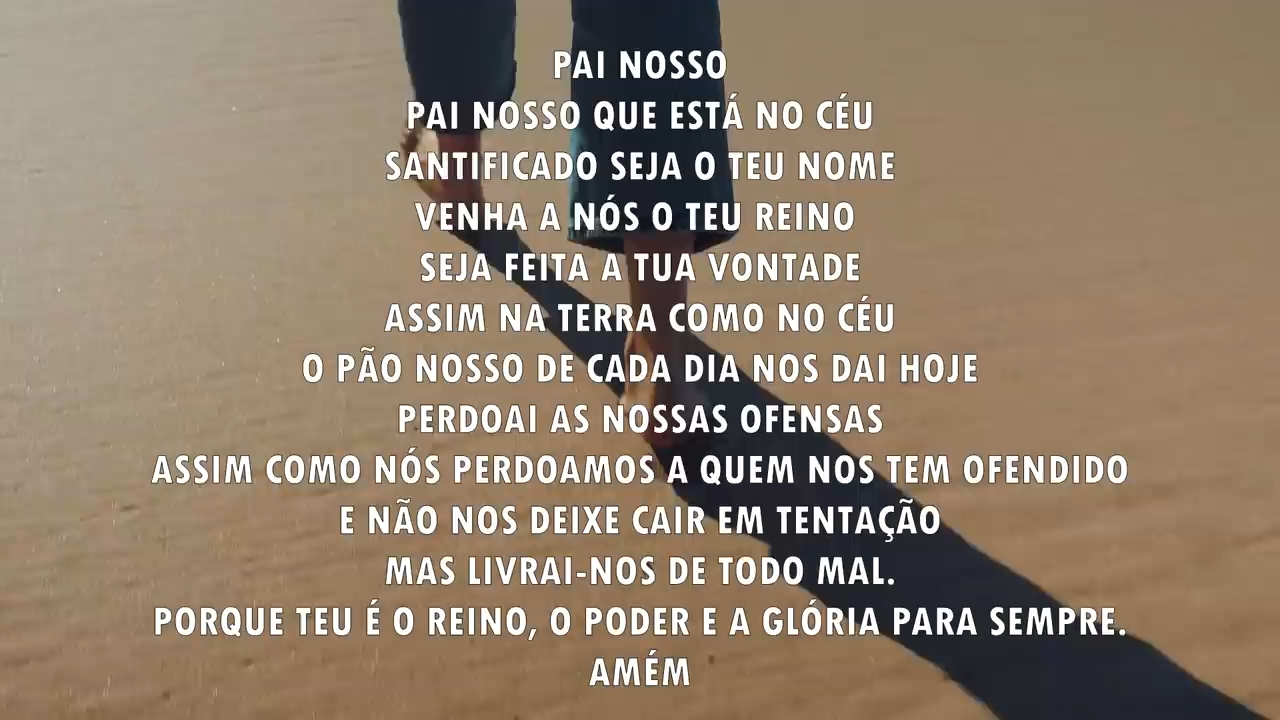 PAI NOSSO
PAI NOSSO QUE ESTÁ NO CÉU
SANTIFICADO SEJA O TEU NOME
VENHA A NÓS O TEU REINO
SEJA FEITA A TUA VONTADE
ASSIM NA TERRA COMO NO CÉU
O PÃO NOSSO DE CADA DIA NOS DAI HOJE
PERDOAI AS NOSSAS OFENSAS
ASSIM COMO NÓS PERDOAMOS A QUEM NOS TEM OFENDIDO
E NÃO NOS DEIXE CAIR EM TENTAÇÃO
MAS LIVRAI-NOS DE TODO MAL.
PORQUE TEU É O REINO, O PODER E A GLÓRIA PARA SEMPRE.
AMÉM